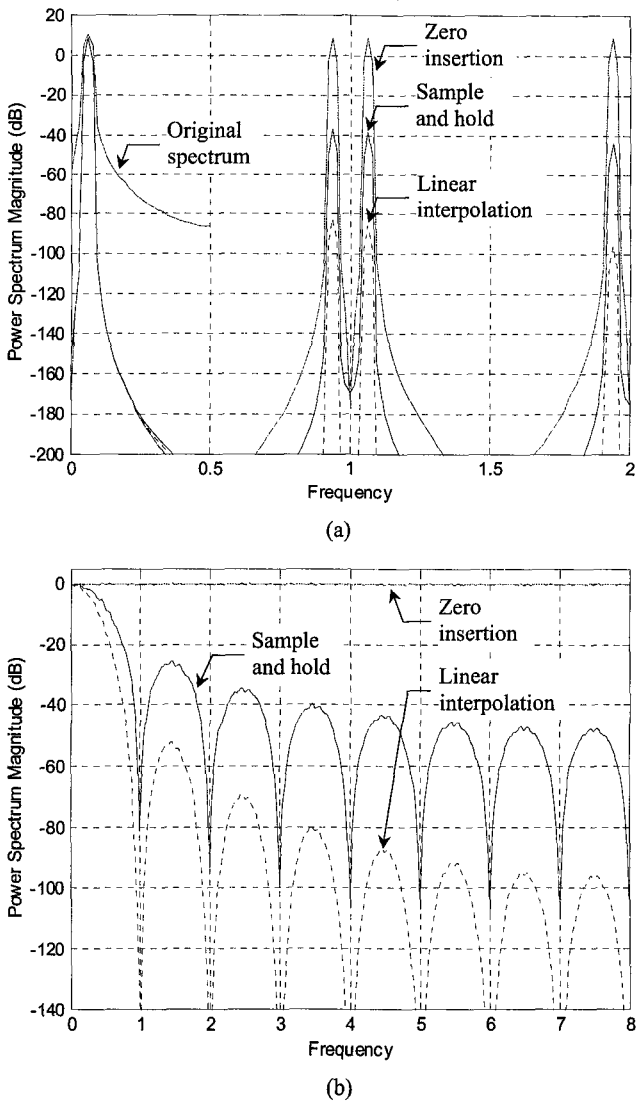 20
0
-20
-40
-60
-80
-100
-120
-140
-160
-180
-200
Power Spectrum Magnitude (dB)
Original
spectrum
Zero
insertion
Sample
and hold
Linear
interpolation
0
0.5
1
1.5
2
Frequency
(a)
0
-20
-40
-60
-80
-100
-120
-140
Power Spectrum Magnitude (dB)
Sample
and hold
Zero
insertion
Linear
interpolation
0
1
2
3
4
5
6
7
8
Frequency
(b)